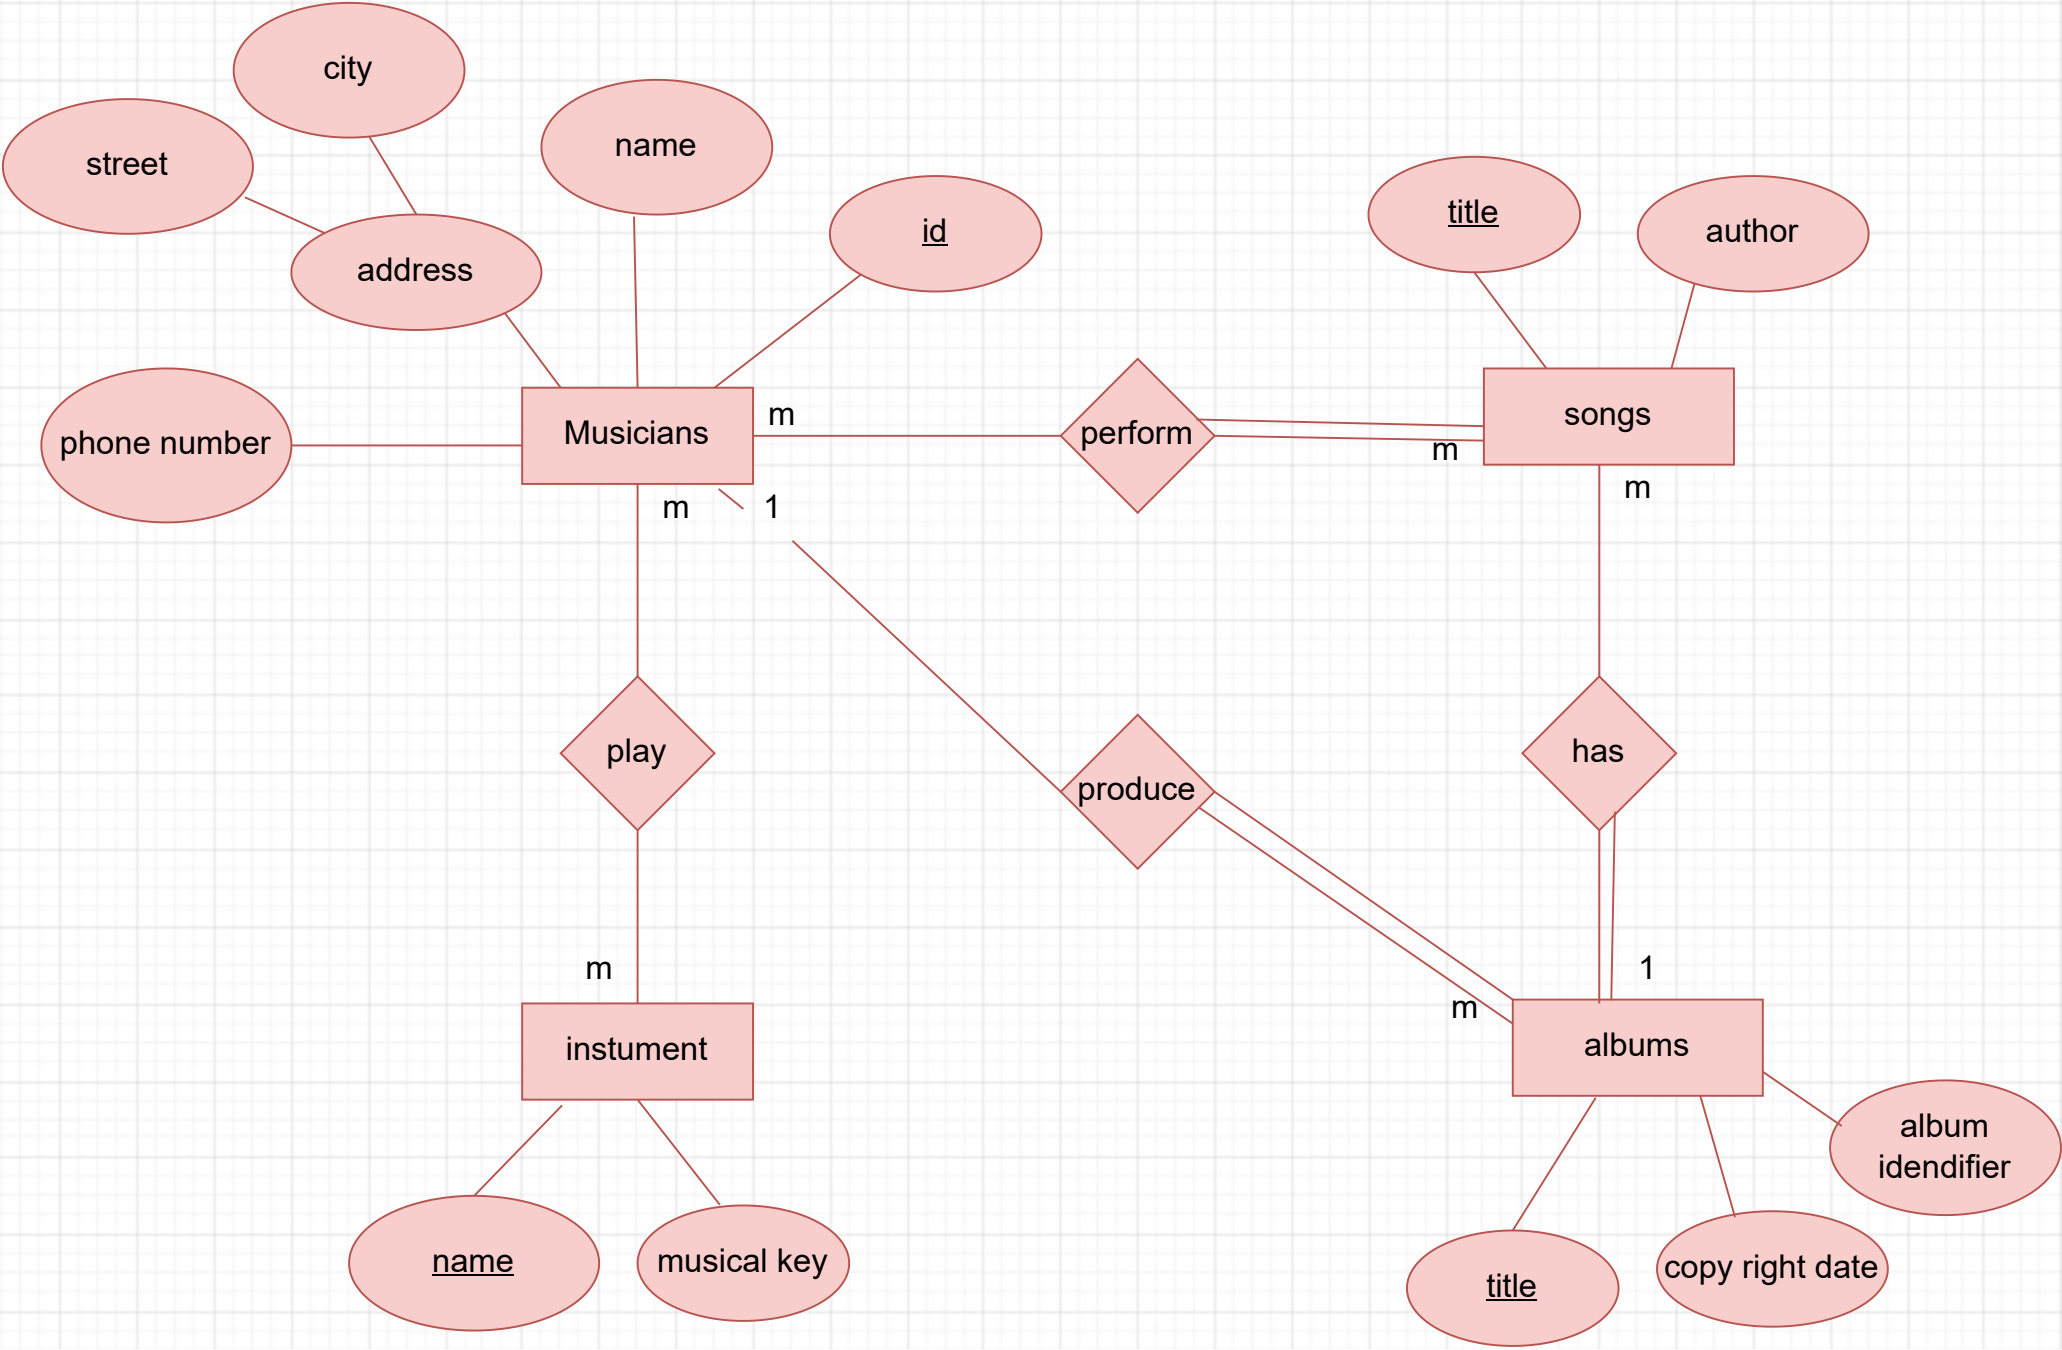 city
name
street
id
title
author
address
Musicians
m
perform
songs
phone number
m
m
1
m
play
has
produce
m
1
m
instument
albums
album
idendifier
name
musical key
title
copy right date